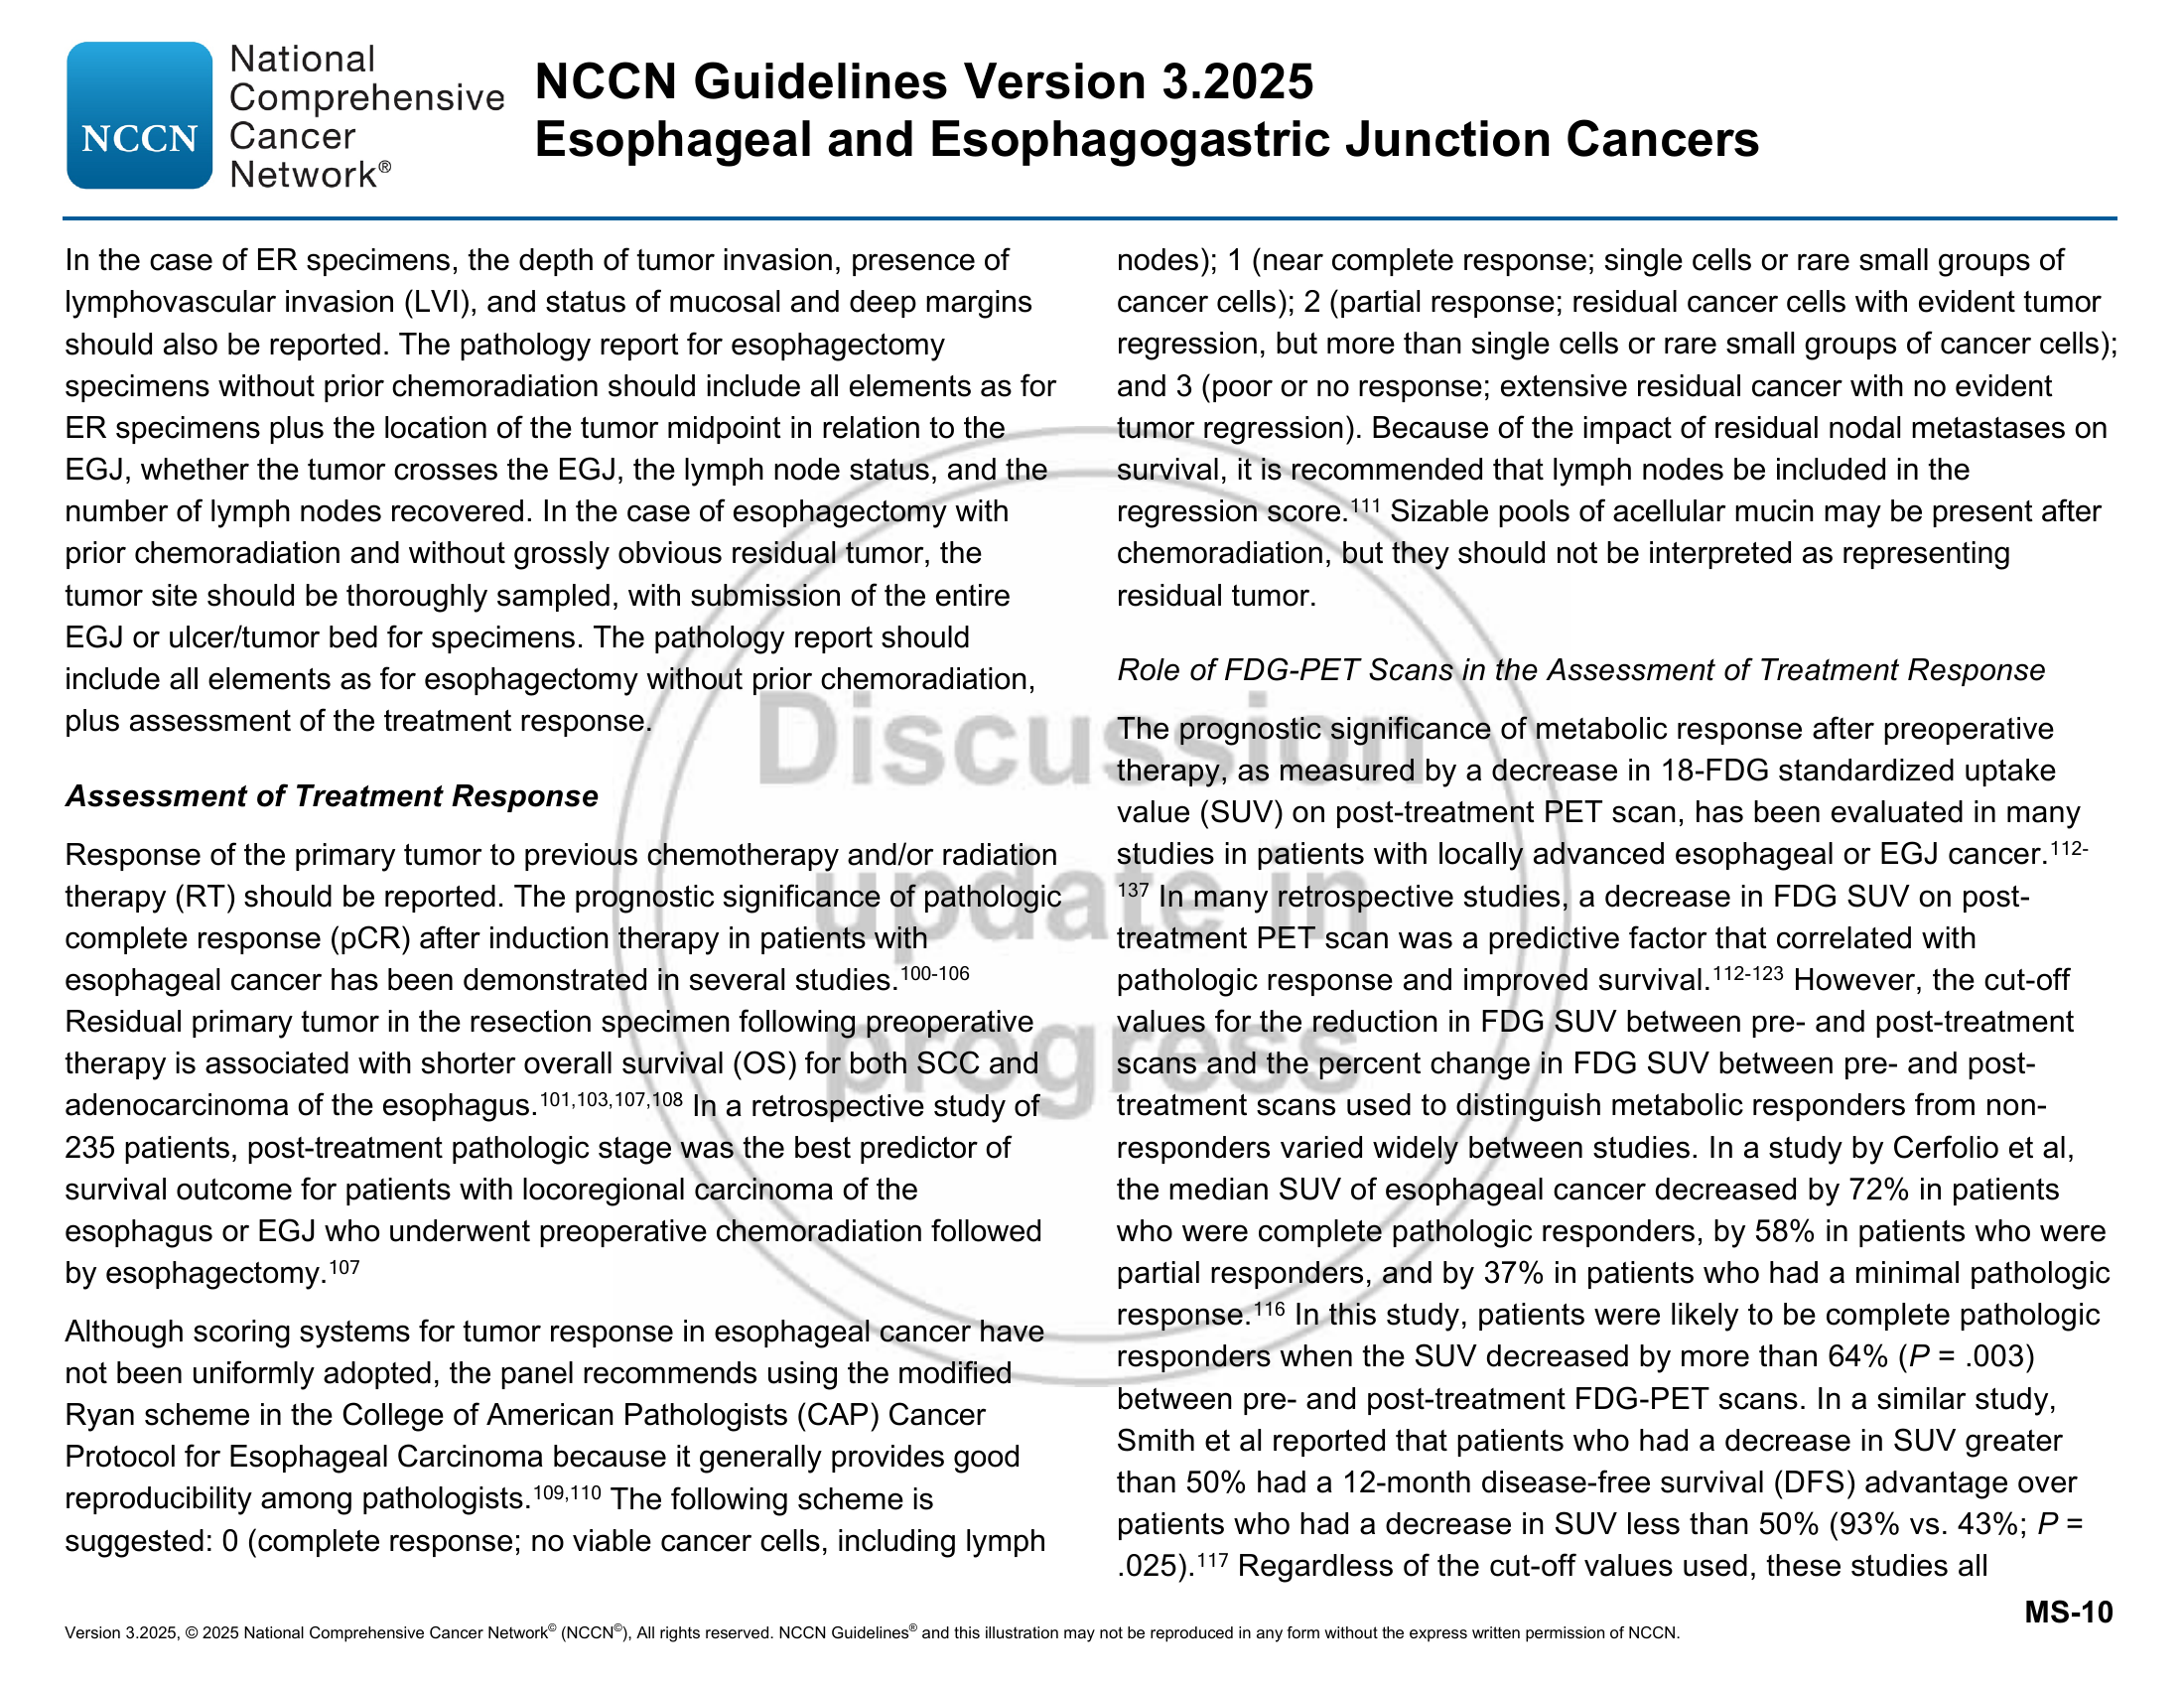 NCCN
National
Comprehensive
Cancer
Network®
NCCN Guidelines Version 3.2025
Esophageal and Esophagogastric Junction Cancers
In the case of ER specimens, the depth of tumor invasion, presence of
lymphovascular invasion (LVI), and status of mucosal and deep margins
should also be reported. The pathology report for esophagectomy
specimens without prior chemoradiation should include all elements as for
ER specimens plus the location of the tumor midpoint in relation to the
EGJ, whether the tumor crosses the EGJ, the lymph node status, and the
number of lymph nodes recovered. In the case of esophagectomy with
prior chemoradiation and without grossly obvious residual tumor, the
tumor site should be thoroughly sampled, with submission of the entire
EGJ or ulcer/tumor bed for specimens. The pathology report should
include all elements as for esophagectomy without prior chemoradiation,
plus assessment of the treatment response.
Assessment of Treatment Response
Response of the primary tumor to previous chemotherapy and/or radiation
therapy (RT) should be reported. The prognostic significance of pathologic
complete response (pCR) after induction therapy in patients with
esophageal cancer has been demonstrated in several studies.100-106
Residual primary tumor in the resection specimen following preoperative
therapy is associated with shorter overall survival (OS) for both SCC and
adenocarcinoma of the esophagus.101,103,107,108 In a retrospective study of
235 patients, post-treatment pathologic stage was the best predictor of
survival outcome for patients with locoregional carcinoma of the
esophagus or EGJ who underwent preoperative chemoradiation followed
by esophagectomy.107
Although scoring systems for tumor response in esophageal cancer have
not been uniformly adopted, the panel recommends using the modified
Ryan scheme in the College of American Pathologists (CAP) Cancer
Protocol for Esophageal Carcinoma because it generally provides good
reproducibility among pathologists.109,110 The following scheme is
suggested: 0 (complete response; no viable cancer cells, including lymph
nodes); 1 (near complete response; single cells or rare small groups of
cancer cells); 2 (partial response; residual cancer cells with evident tumor
regression, but more than single cells or rare small groups of cancer cells);
and 3 (poor or no response; extensive residual cancer with no evident
tumor regression). Because of the impact of residual nodal metastases on
survival, it is recommended that lymph nodes be included in the
regression score.111 Sizable pools of acellular mucin may be present after
chemoradiation, but they should not be interpreted as representing
residual tumor.
Role of FDG-PET Scans in the Assessment of Treatment Response
The prognostic significance of metabolic response after preoperative
therapy, as measured by a decrease in 18-FDG standardized uptake
value (SUV) on post-treatment PET scan, has been evaluated in many
studies in patients with locally advanced esophageal or EGJ cancer.112-
137 In many retrospective studies, a decrease in FDG SUV on post-
treatment PET scan was a predictive factor that correlated with
pathologic response and improved survival.112-123 However, the cut-off
values for the reduction in FDG SUV between pre- and post-treatment
scans and the percent change in FDG SUV between pre- and post-
treatment scans used to distinguish metabolic responders from non-
responders varied widely between studies. In a study by Cerfolio et al,
the median SUV of esophageal cancer decreased by 72% in patients
who were complete pathologic responders, by 58% in patients who were
partial responders, and by 37% in patients who had a minimal pathologic
response.116 In this study, patients were likely to be complete pathologic
responders when the SUV decreased by more than 64% (P = .003)
between pre- and post-treatment FDG-PET scans. In a similar study,
Smith et al reported that patients who had a decrease in SUV greater
than 50% had a 12-month disease-free survival (DFS) advantage over
patients who had a decrease in SUV less than 50% (93% vs. 43%; P =
.025).117 Regardless of the cut-off values used, these studies all
Discussion
update in
progress
MS-10
Version 3.2025, © 2025 National Comprehensive Cancer Network© (NCCN©), All rights reserved. NCCN Guidelines® and this illustration may not be reproduced in any form without the express written permission of NCCN.